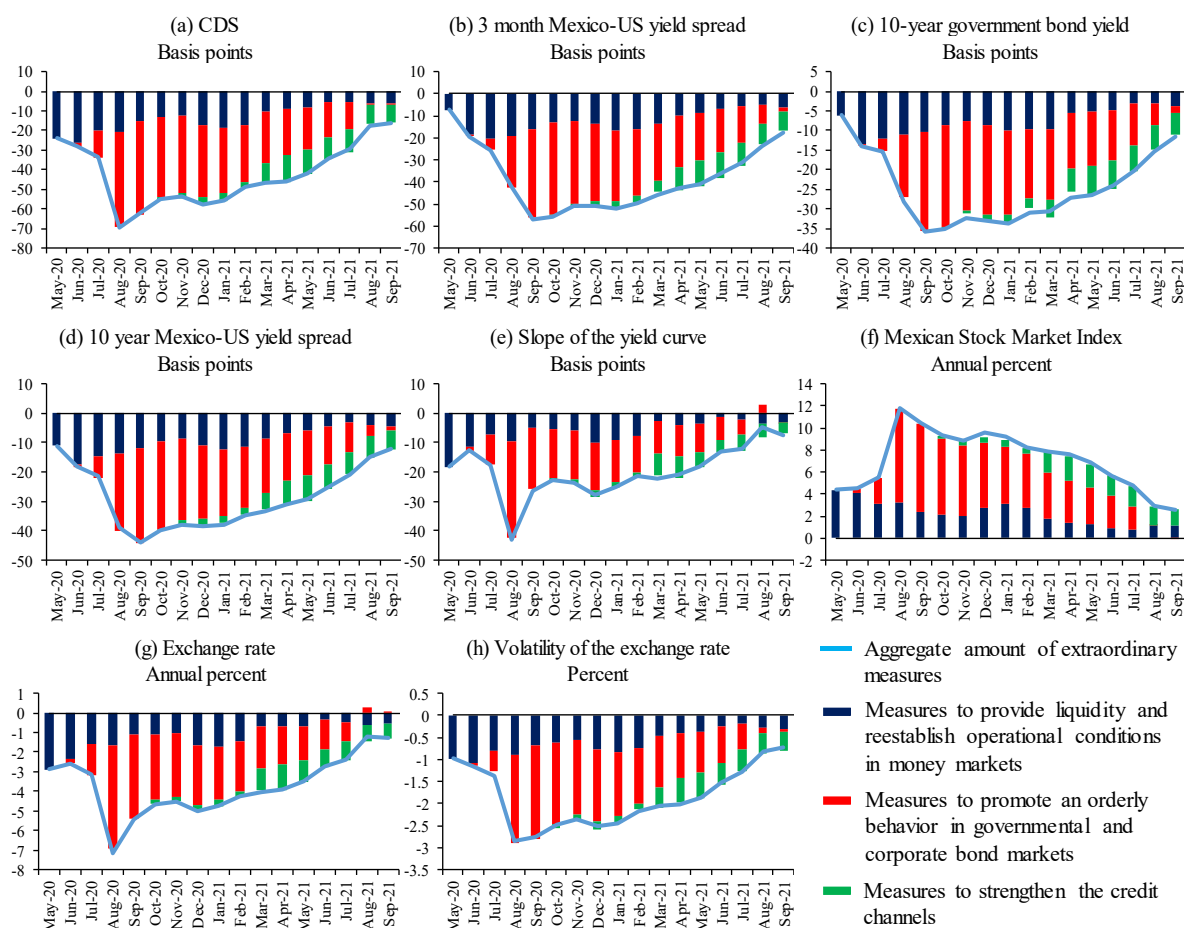 (a) CDS
Basis points
10
0
-10
-20
-30
-40
-50
-60
-70
-80
May-20
Jun-20
Jul-20
Aug-20
Sep-20
Oct-20
Nov-20
Dec-20
Jan-21
Feb-21
Mar-21
Apr-21
May-21
Jun-21
Jul-21
Aug-21
Sep-21
(b) 3 month Mexico-US yield spread
Basis points
10
0
-10
-20
-30
-40
-50
-60
-70
May-20
Jun-20
Jul-20
Aug-20
Sep-20
Oct-20
Nov-20
Dec-20
Jan-21
Feb-21
Mar-21
Apr-21
May-21
Jun-21
Jul-21
Aug-21
Sep-21
(c) 10-year government bond yield
Basis points
5
0
-5
-10
-15
-20
-25
-30
-35
-40
May-20
Jun-20
Jul-20
Aug-20
Sep-20
Oct-20
Nov-20
Dec-20
Jan-21
Feb-21
Mar-21
Apr-21
May-21
Jun-21
Jul-21
Aug-21
Sep-21
(d) 10 year Mexico-US yield spread
Basis points
10
0
-10
-20
-30
-40
-50
May-20
Jun-20
Jul-20
Aug-20
Sep-20
Oct-20
Nov-20
Dec-20
Jan-21
Feb-21
Mar-21
Apr-21
May-21
Jun-21
Jul-21
Aug-21
Sep-21
(e) Slope of the yield curve
Basis points
10
0
-10
-20
-30
-40
-50
May-20
Jun-20
Jul-20
Aug-20
Sep-20
Oct-20
Nov-20
Dec-20
Jan-21
Feb-21
Mar-21
Apr-21
May-21
Jun-21
Jul-21
Aug-21
Sep-21
(f) Mexican Stock Market Index
Annual percent
14
12
10
8
6
4
2
0
-2
May-20
Jun-20
Jul-20
Aug-20
Sep-20
Oct-20
Nov-20
Dec-20
Jan-21
Feb-21
Mar-21
Apr-21
May-21
Jun-21
Jul-21
Aug-21
Sep-21
(g) Exchange rate
Annual percent
1
0
-1
-2
-3
-4
-5
-6
-7
-8
May-20
Jun-20
Jul-20
Aug-20
Sep-20
Oct-20
Nov-20
Dec-20
Jan-21
Feb-21
Mar-21
Apr-21
May-21
Jun-21
Jul-21
Aug-21
Sep-21
(h) Volatility of the exchange rate
Percent
0.5
0
-0.5
-1
-1.5
-2
-2.5
-3
-3.5
May-20
Jun-20
Jul-20
Aug-20
Sep-20
Oct-20
Nov-20
Dec-20
Jan-21
Feb-21
Mar-21
Apr-21
May-21
Jun-21
Jul-21
Aug-21
Sep-21
Aggregate amount of extraordinary
measures
Measures to provide liquidity and
reestablish operational conditions
in money markets
Measures to promote an orderly
behavior in governmental and
corporate bond markets
Measures to strengthen the credit
channels